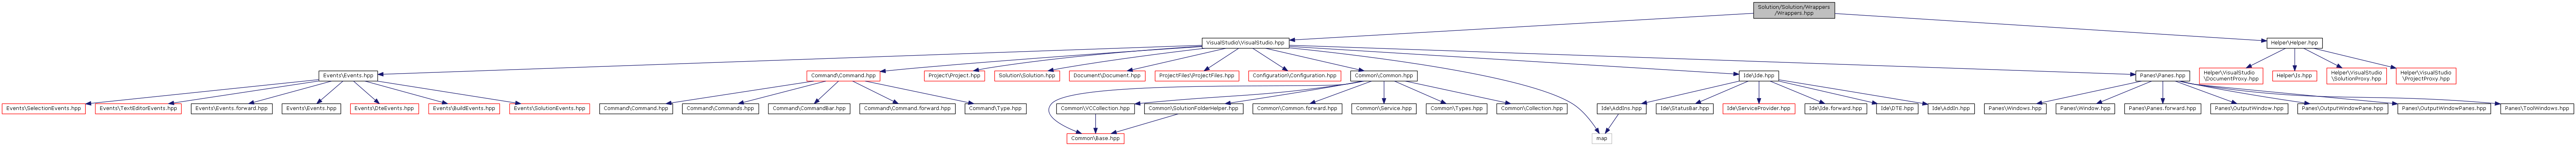 Solution/Solution/Wrappers
/Wrappers.hpp
VisualStudio\VisualStudio.hpp
Helper\Helper.hpp
Events\Events.hpp
Command\Command.hpp
Project\Project.hpp
Solution\Solution.hpp
Document\Document.hpp
ProjectFiles\ProjectFiles.hpp
Configuration\Configuration.hpp
Common\Common.hpp
Ide\Ide.hpp
Panes\Panes.hpp
Helper\VisualStudio
\DocumentProxy.hpp
Helper\Is.hpp
Helper\VisualStudio
\SolutionProxy.hpp
Helper\VisualStudio
\ProjectProxy.hpp
Events\SelectionEvents.hpp
Events\TextEditorEvents.hpp
Events\Events.forward.hpp
Events\Events.hpp
Events\DteEvents.hpp
Events\BuildEvents.hpp
Events\SolutionEvents.hpp
Command\Command.hpp
Command\Commands.hpp
Command\CommandBar.hpp
Command\Command.forward.hpp
Command\Type.hpp
Common\VCCollection.hpp
Common\SolutionFolderHelper.hpp
Common\Common.forward.hpp
Common\Service.hpp
Common\Types.hpp
Common\Collection.hpp
Ide\AddIns.hpp
Ide\StatusBar.hpp
Ide\ServiceProvider.hpp
Ide\Ide.forward.hpp
Ide\DTE.hpp
Ide\AddIn.hpp
Panes\Windows.hpp
Panes\Window.hpp
Panes\Panes.forward.hpp
Panes\OutputWindow.hpp
Panes\OutputWindowPane.hpp
Panes\OutputWindowPanes.hpp
Panes\ToolWindows.hpp
Common\Base.hpp
map